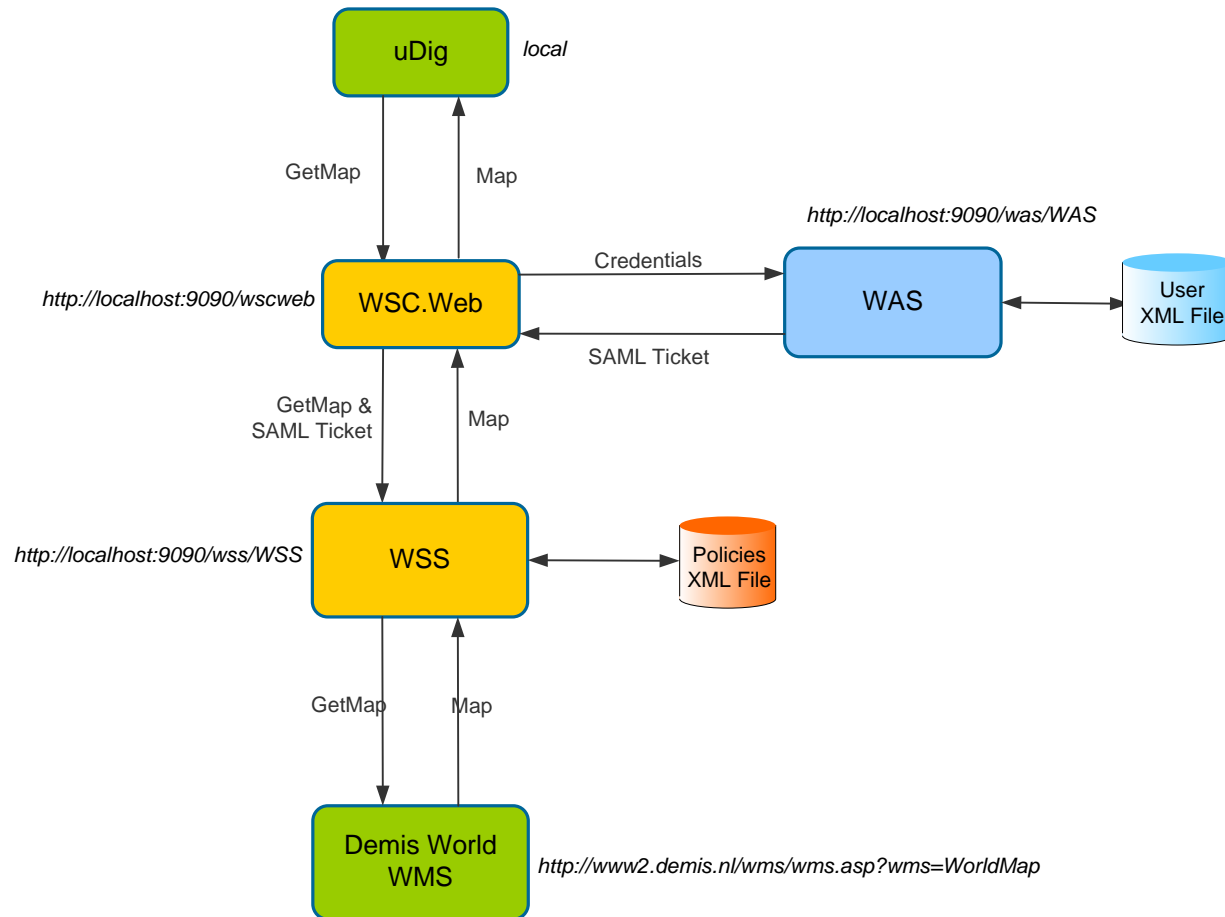 uDig
local
GetMap
Map
http://localhost:9090/was/WAS
Credentials
http://localhost:9090/wscweb
WSC.Web
WAS
User
XML File
SAML Ticket
GetMap &
SAML Ticket
Map
http://localhost:9090/wss/WSS
WSS
Policies
XML File
GetMap
Map
Demis World
WMS
http://www2.demis.nl/wms/wms.asp?wms=WorldMap